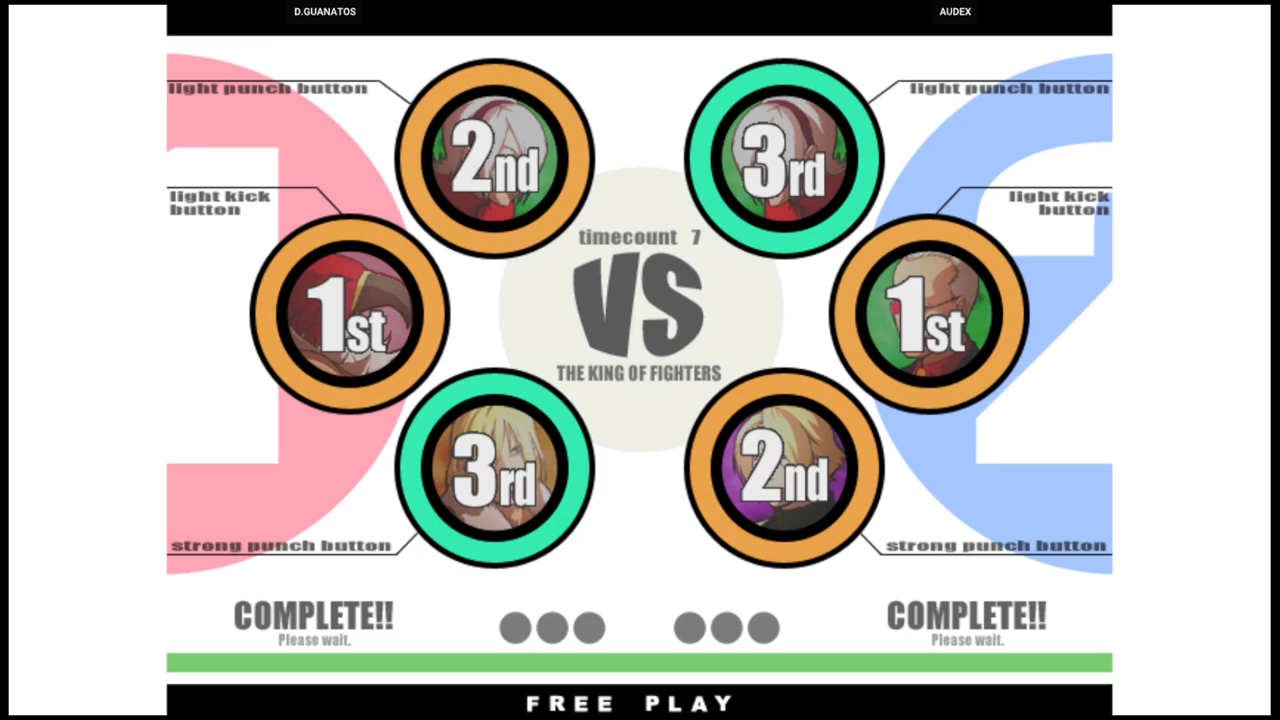 D.GUANATOS
AUDEX
light punch button
light punch button
2nd
3rd
light kick
button
light kick
button
timecount 7
VS
THE KING OF FIGHTERS
1st
1st
3rd
2nd
strong punch button
strong punch button
COMPLETE!!
Please wait.
COMPLETE!!
Please wait.
FREE PLAY